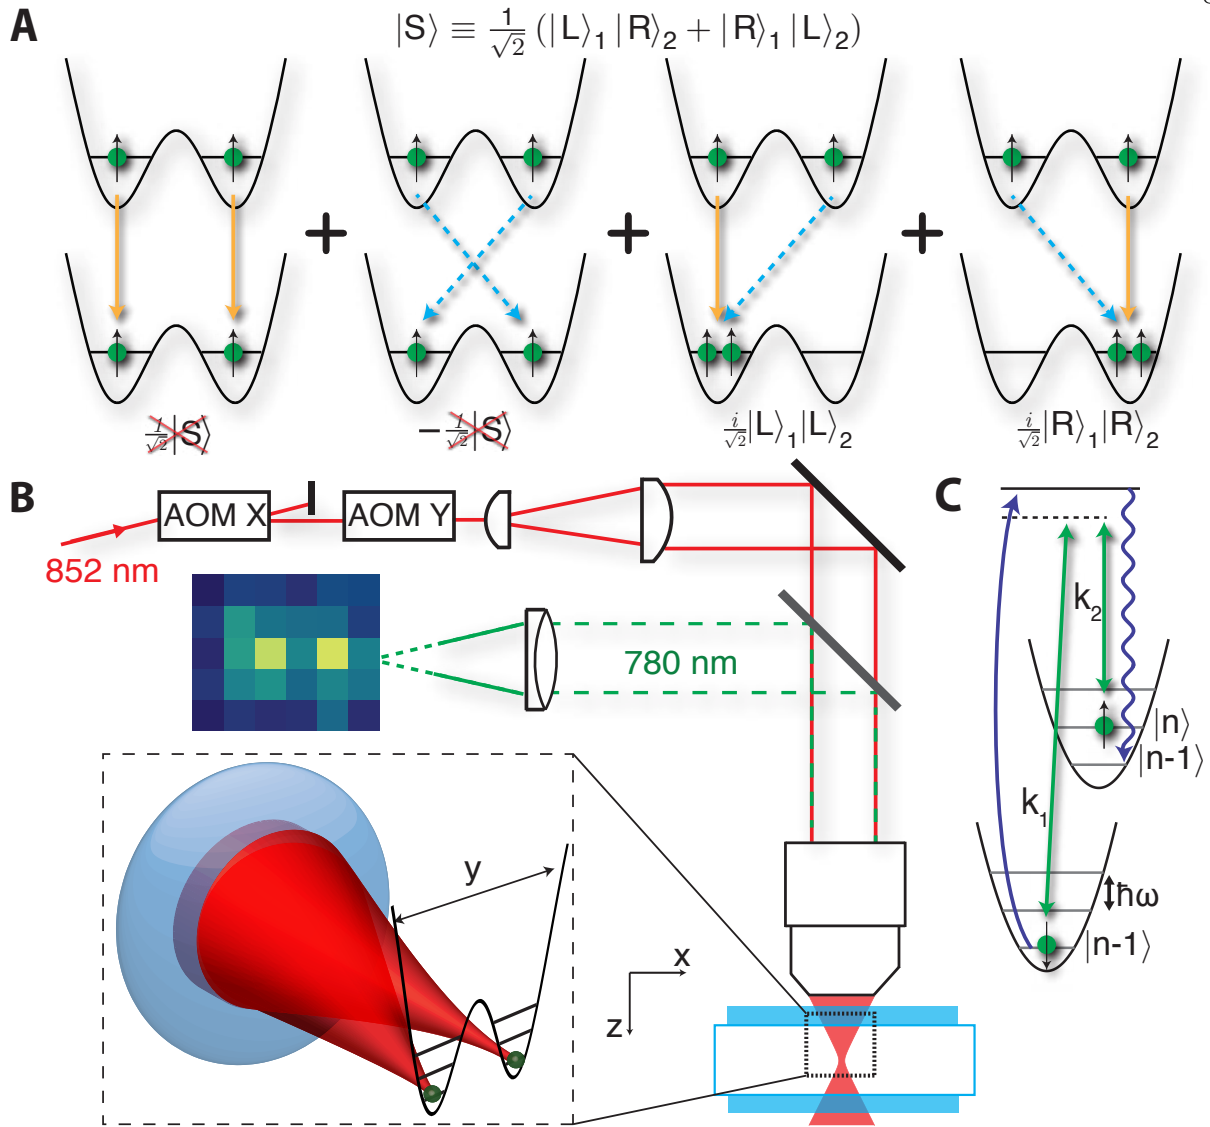 A
|S⟩ ≡ 1/√2 (|L⟩₁ |R⟩₂ + |R⟩₁ |L⟩₂)
+ + +
1/√2 |S⟩ − 1/√2 |S⟩ i/√2 |L⟩₁|L⟩₂ i/√2 |R⟩₁|R⟩₂
B
AOM X AOM Y
852 nm
780 nm
y
x
z
C
k₂
|n⟩
|n-1⟩
k₁
ħω
|n-1⟩